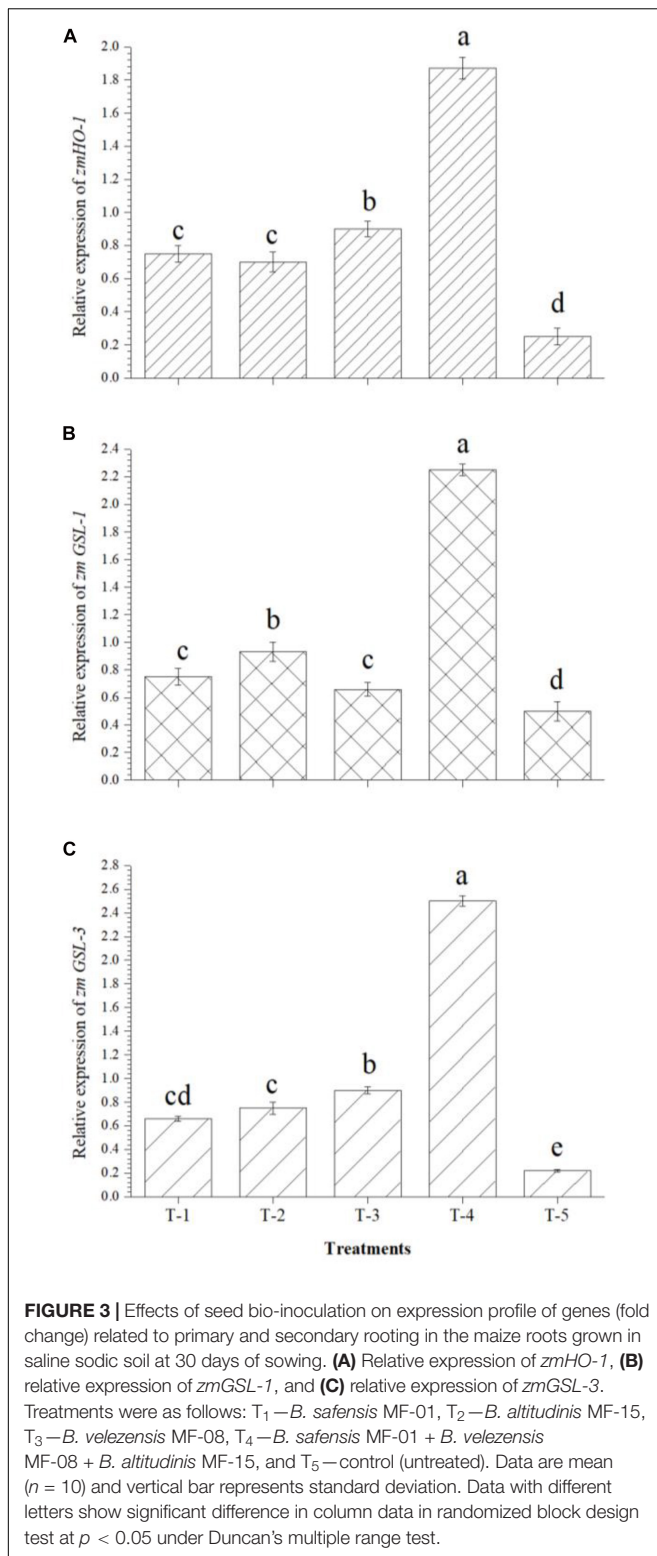 A
Relative expression of zmHO-1
2.0
1.8
1.6
1.4
1.2
1.0
0.8
0.6
0.4
0.2
0.0
c
c
b
a
d
B
Relative expression of zm GSL-1
2.4
2.2
2.0
1.8
1.6
1.4
1.2
1.0
0.8
0.6
0.4
0.2
0.0
c
b
c
a
d
C
Relative expression of zm GSL-3
2.8
2.6
2.4
2.2
2.0
1.8
1.6
1.4
1.2
1.0
0.8
0.6
0.4
0.2
0.0
cd
c
b
a
e
T-1 T-2 T-3 T-4 T-5
Treatments
FIGURE 3 | Effects of seed bio-inoculation on expression profile of genes (fold
change) related to primary and secondary rooting in the maize roots grown in
saline sodic soil at 30 days of sowing. (A) Relative expression of zmHO-1, (B)
relative expression of zmGSL-1, and (C) relative expression of zmGSL-3.
Treatments were as follows: T₁—B. safensis MF-01, T₂—B. altitudinis MF-15,
T₃—B. velezensis MF-08, T₄—B. safensis MF-01 + B. velezensis
MF-08 + B. altitudinis MF-15, and T₅—control (untreated). Data are mean
(n = 10) and vertical bar represents standard deviation. Data with different
letters show significant difference in column data in randomized block design
test at p < 0.05 under Duncan's multiple range test.